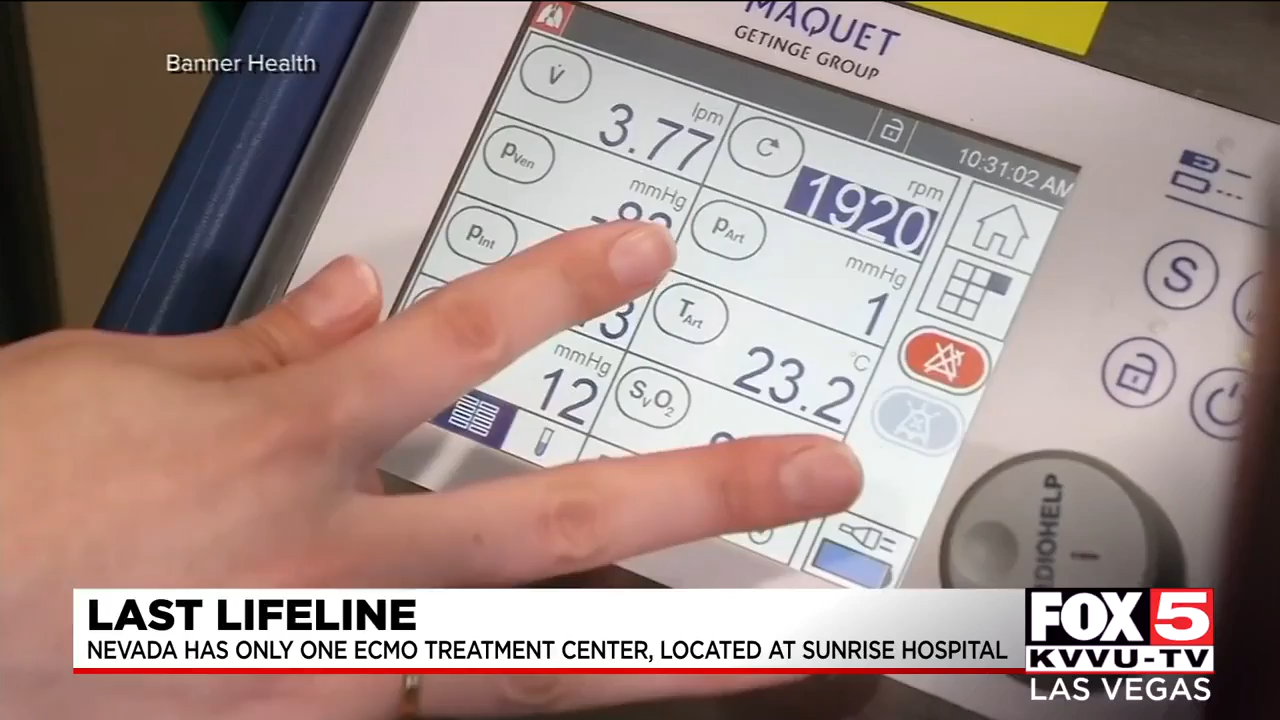 Banner Health
MAQUET
GETINGE GROUP
10:31:02 AM
V̇
lpm
3.77
rpm
1920
PVen
mmHg
PArt
mmHg
1
PInt
TArt
°C
23.2
mmHg
12
SvO2
S
DIOHELP
LAST LIFELINE
NEVADA HAS ONLY ONE ECMO TREATMENT CENTER, LOCATED AT SUNRISE HOSPITAL
FOX 5
KVVU-TV
LAS VEGAS